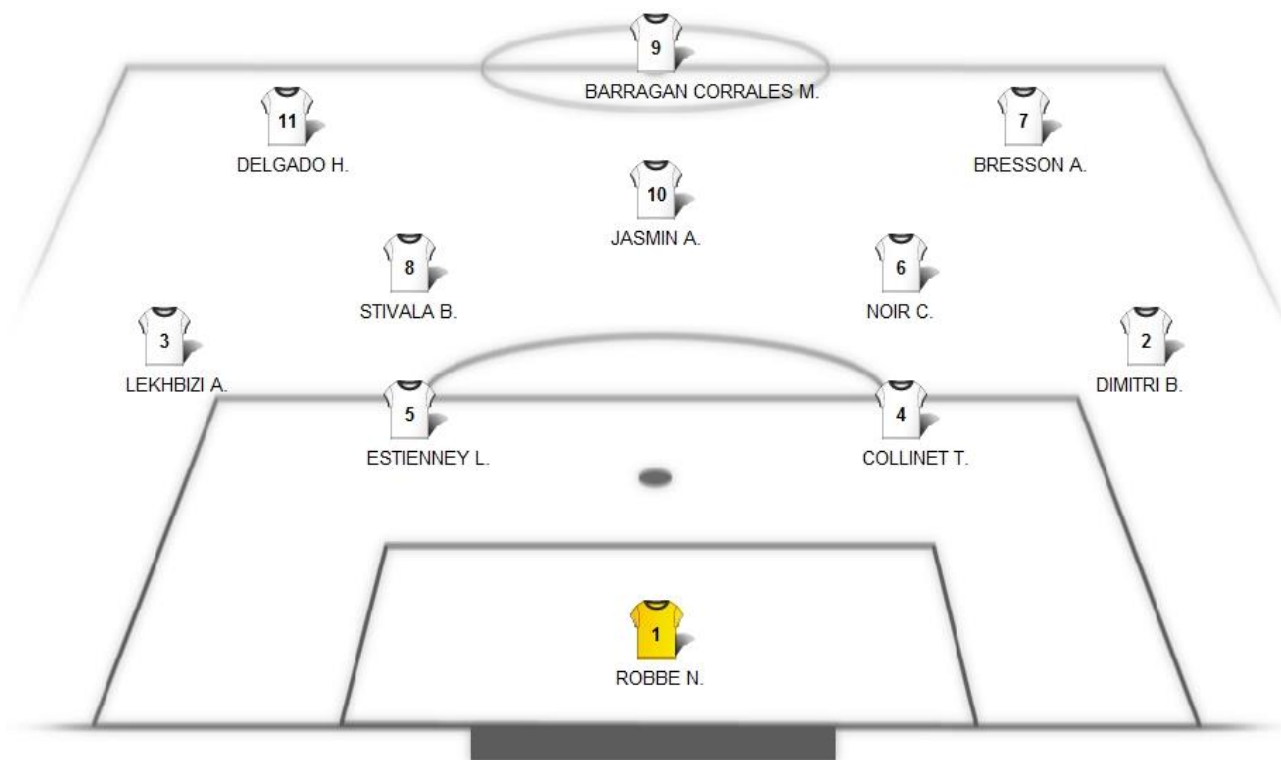 9
BARRAGAN CORRALES M.
11
DELGADO H.
7
BRESSON A.
10
JASMIN A.
8
STIVALA B.
6
NOIR C.
3
LEKHBIZI A.
2
DIMITRI B.
5
ESTIENNEY L.
4
COLLINET T.
1
ROBBE N.